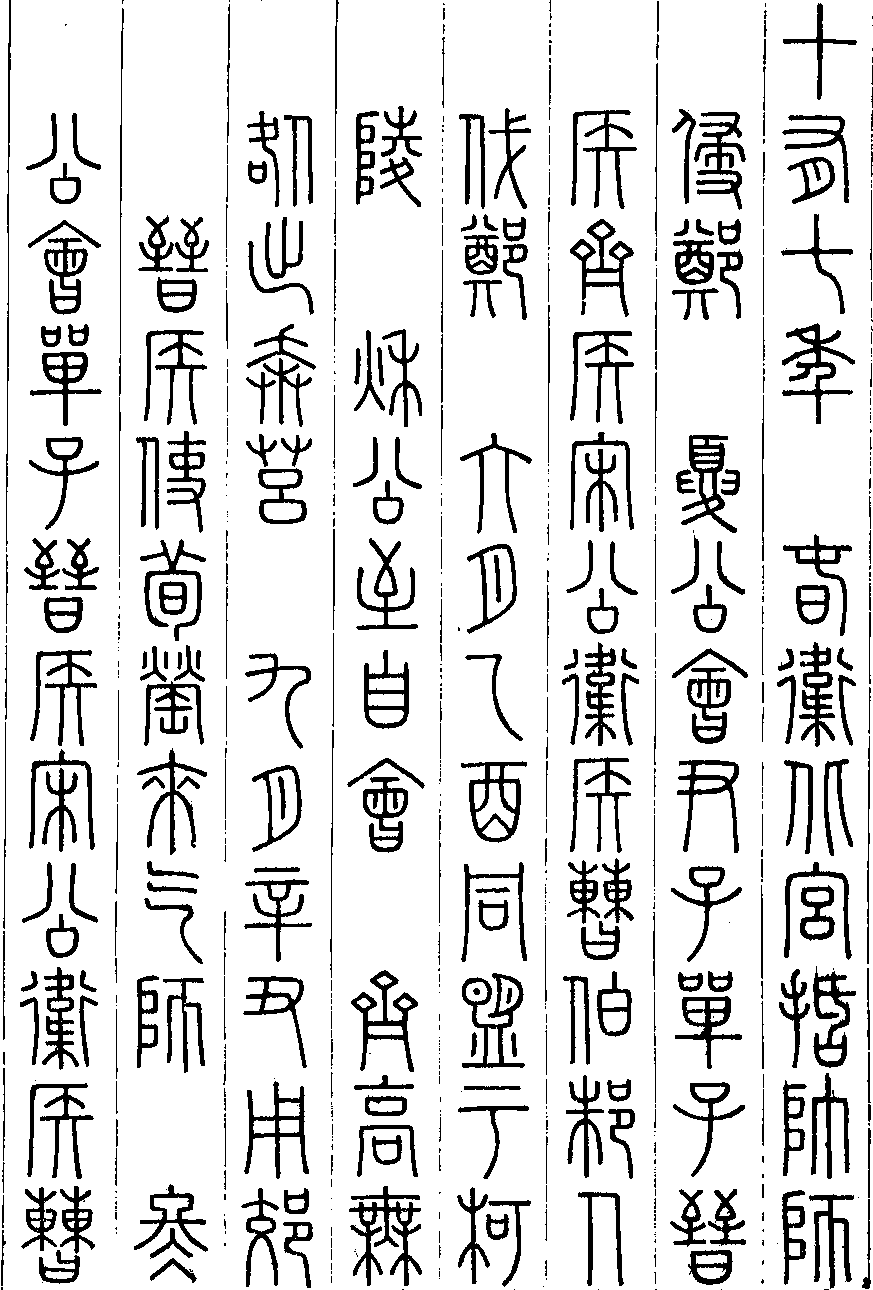 十有七年春衛北宮括帥師
侵鄭夏公會尹子單子晉
侯齊侯宋公衛侯曹伯邾人
伐鄭六月乙酉同盟于柯
陵秋公至自會齊高無
咎出奔莒九月辛丑用郊
晉侯使荀罃來乞師冬
公會單子晉侯宋公衛侯曹